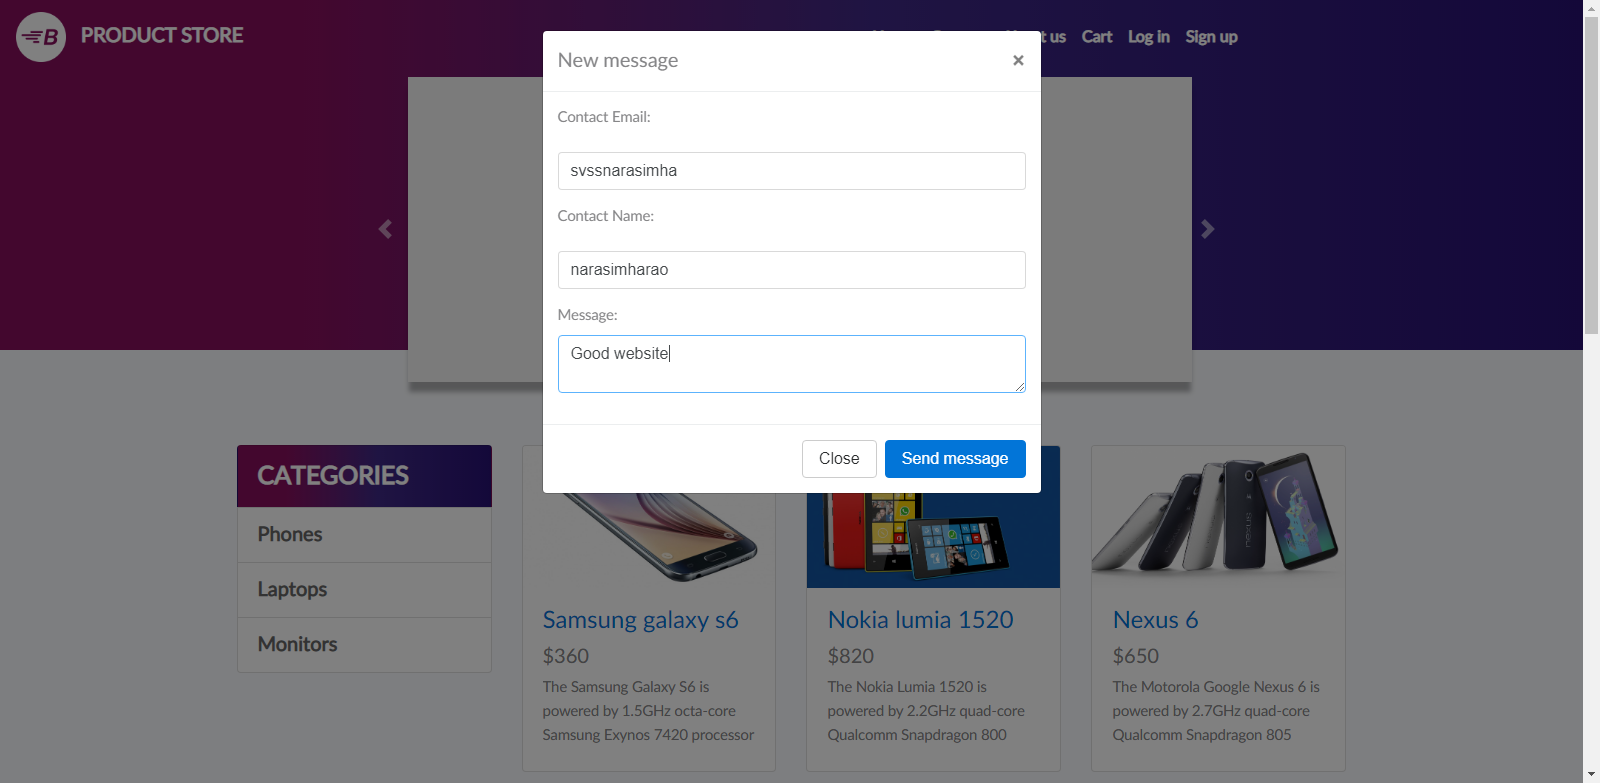 B PRODUCT STORE
t us Cart Log in Sign up
New message ×
Contact Email:
svssnarasimha
Contact Name:
narasimharao
Message:
Good website
Close Send message
CATEGORIES
Phones
Laptops
Monitors
Samsung galaxy s6
$360
The Samsung Galaxy S6 is
powered by 1.5GHz octa-core
Samsung Exynos 7420 processor
Nokia lumia 1520
$820
The Nokia Lumia 1520 is
powered by 2.2GHz quad-core
Qualcomm Snapdragon 800
nexus
Nexus 6
$650
The Motorola Google Nexus 6 is
powered by 2.7GHz quad-core
Qualcomm Snapdragon 805